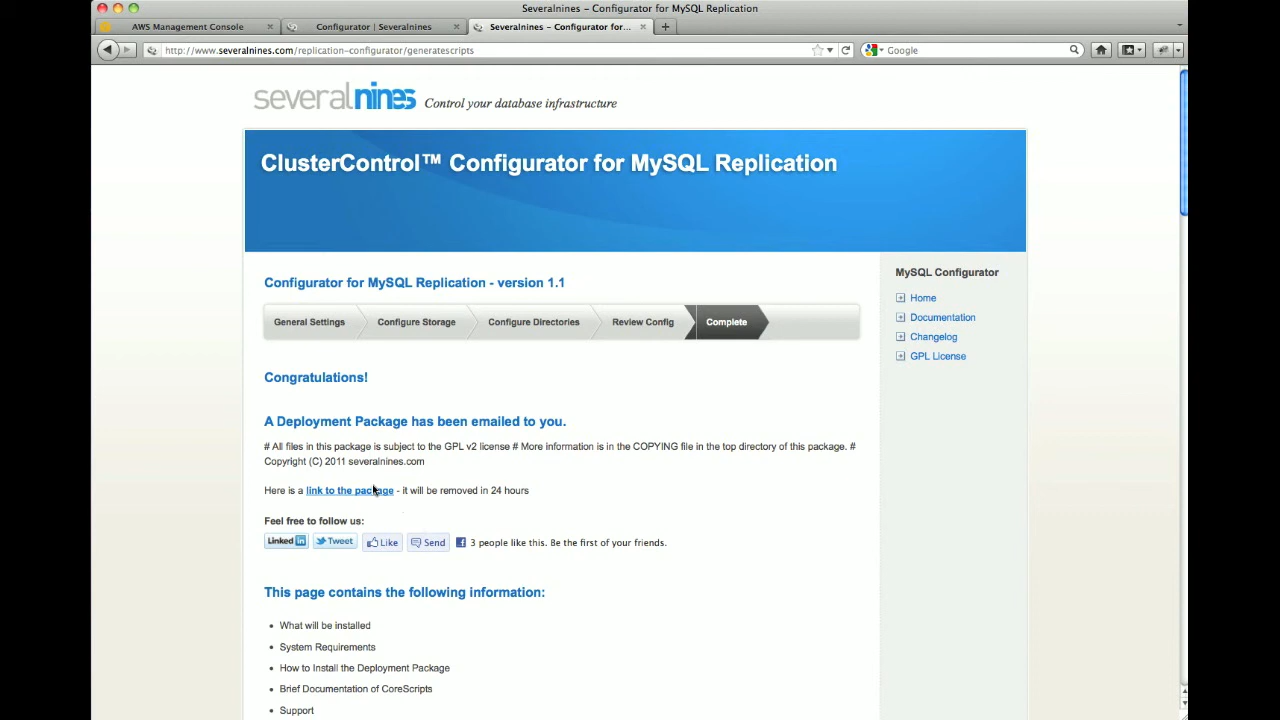 Severalnines – Configurator for MySQL Replication
AWS Management Console
Configurator | Severalnines
Severalnines – Configurator for...
http://www.severalnines.com/replication-configurator/generatescripts
Google
severalnines Control your database infrastructure
ClusterControl™ Configurator for MySQL Replication
Configurator for MySQL Replication - version 1.1
General Settings
Configure Storage
Configure Directories
Review Config
Complete
Congratulations!
A Deployment Package has been emailed to you.
# All files in this package is subject to the GPL v2 license # More information is in the COPYING file in the top directory of this package. #
Copyright (C) 2011 severalnines.com
Here is a link to the package - it will be removed in 24 hours
Feel free to follow us:
Linked in
Tweet
Like
Send
3 people like this. Be the first of your friends.
This page contains the following information:
What will be installed
System Requirements
How to Install the Deployment Package
Brief Documentation of CoreScripts
Support
MySQL Configurator
Home
Documentation
Changelog
GPL License